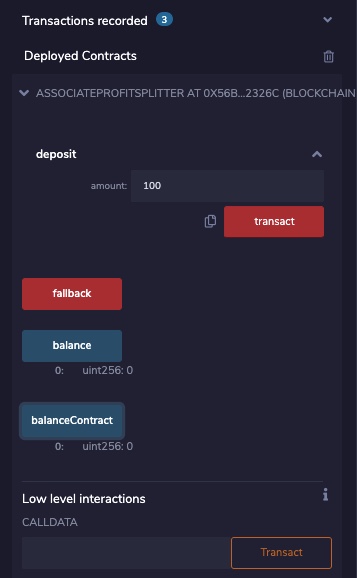 Transactions recorded 3
Deployed Contracts
ASSOCIATEPROFITSPLITTER AT 0X56B...2326C (BLOCKCHAIN
deposit
amount: 100
transact
fallback
balance
0: uint256: 0
balanceContract
0: uint256: 0
Low level interactions
CALLDATA
Transact